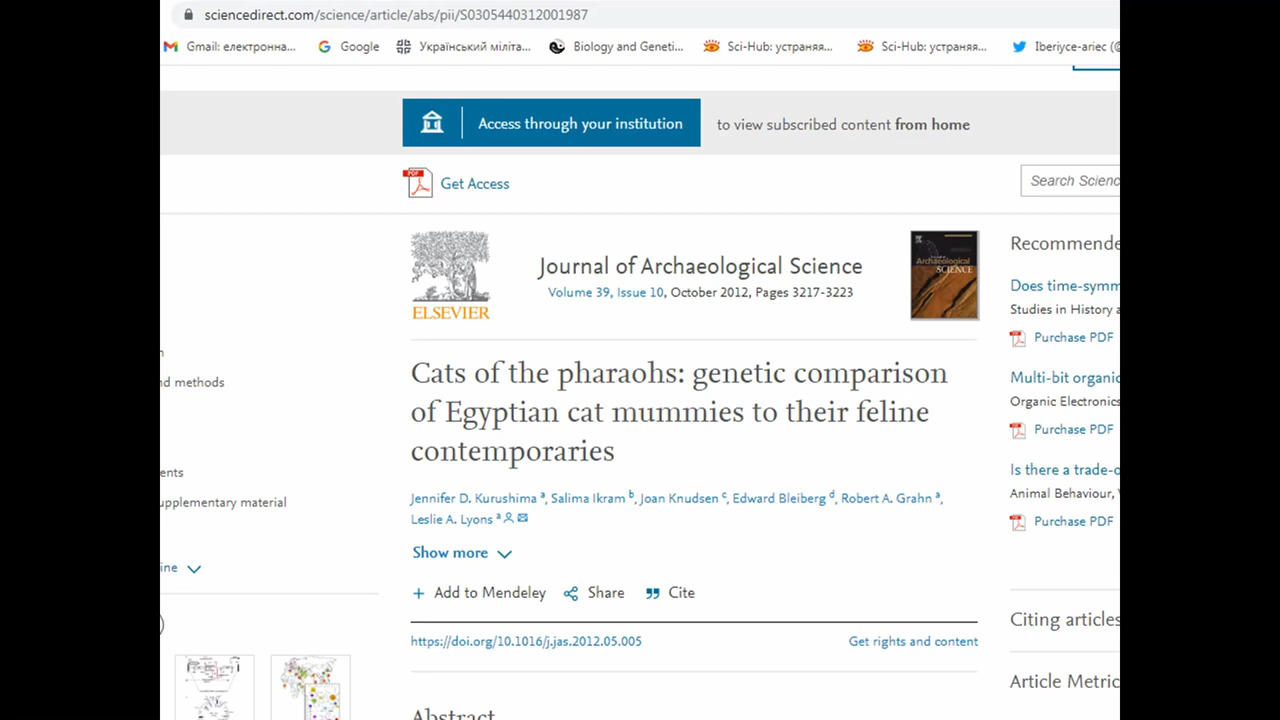 sciencedirect.com/science/article/abs/pii/S0305440312001987
Gmail: електронна... Google Український міліта... Biology and Geneti... Sci-Hub: устраняя... Sci-Hub: устраняя... Iberiyce-ariec (@
Access through your institution to view subscribed content from home
PDF Get Access
Search Scienc
ELSEVIER
Journal of Archaeological Science
Volume 39, Issue 10, October 2012, Pages 3217-3223
Archaeological
SCIENCE
Cats of the pharaohs: genetic comparison
of Egyptian cat mummies to their feline
contemporaries
Jennifer D. Kurushima a, Salima Ikram b, Joan Knudsen c, Edward Bleiberg d, Robert A. Grahn a,
Leslie A. Lyons a
Show more
+ Add to Mendeley Share Cite
https://doi.org/10.1016/j.jas.2012.05.005 Get rights and content
Abstract
n
nd methods
ents
upplementary material
ine
)
Recommende
Does time-symm
Studies in History a
Purchase PDF
Multi-bit organic
Organic Electronics
Purchase PDF
Is there a trade-o
Animal Behaviour, V
Purchase PDF
Citing articles
Article Metric